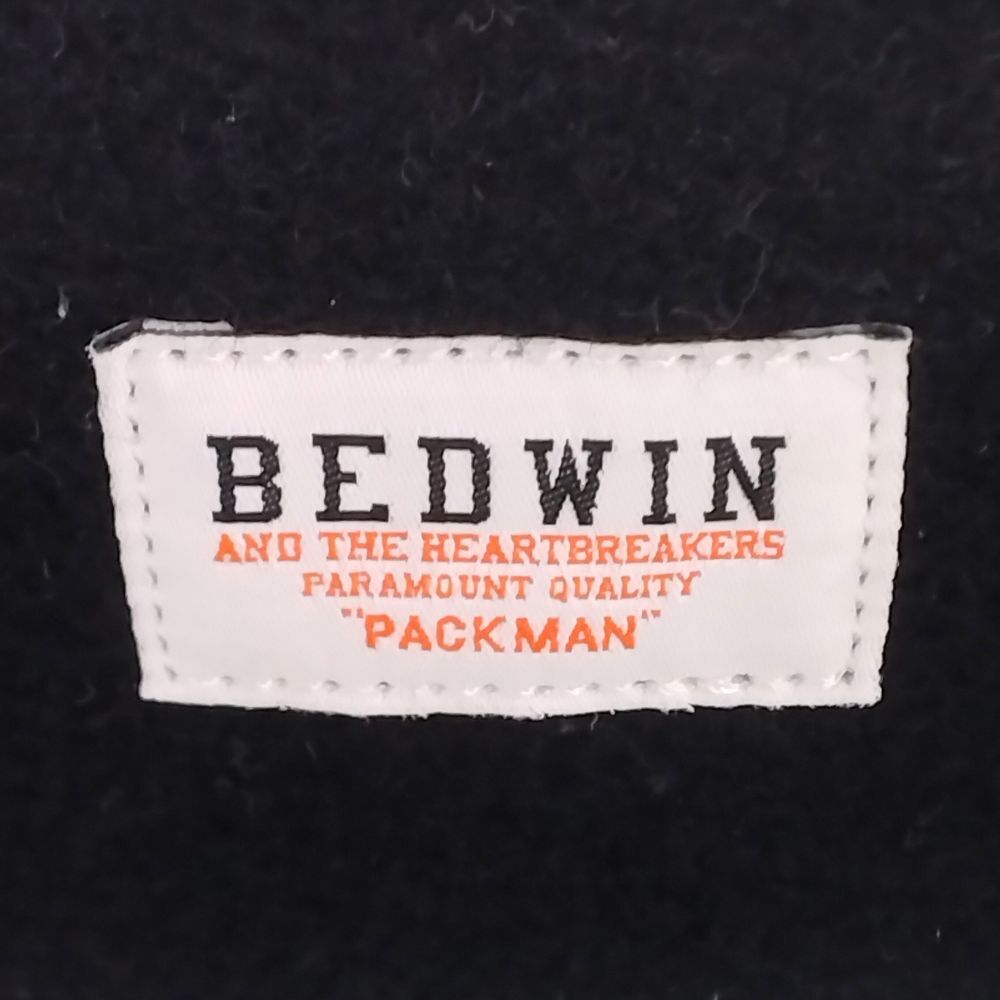 BEDWIN
AND THE HEARTBREAKERS
PARAMOUNT QUALITY
"PACKMAN"